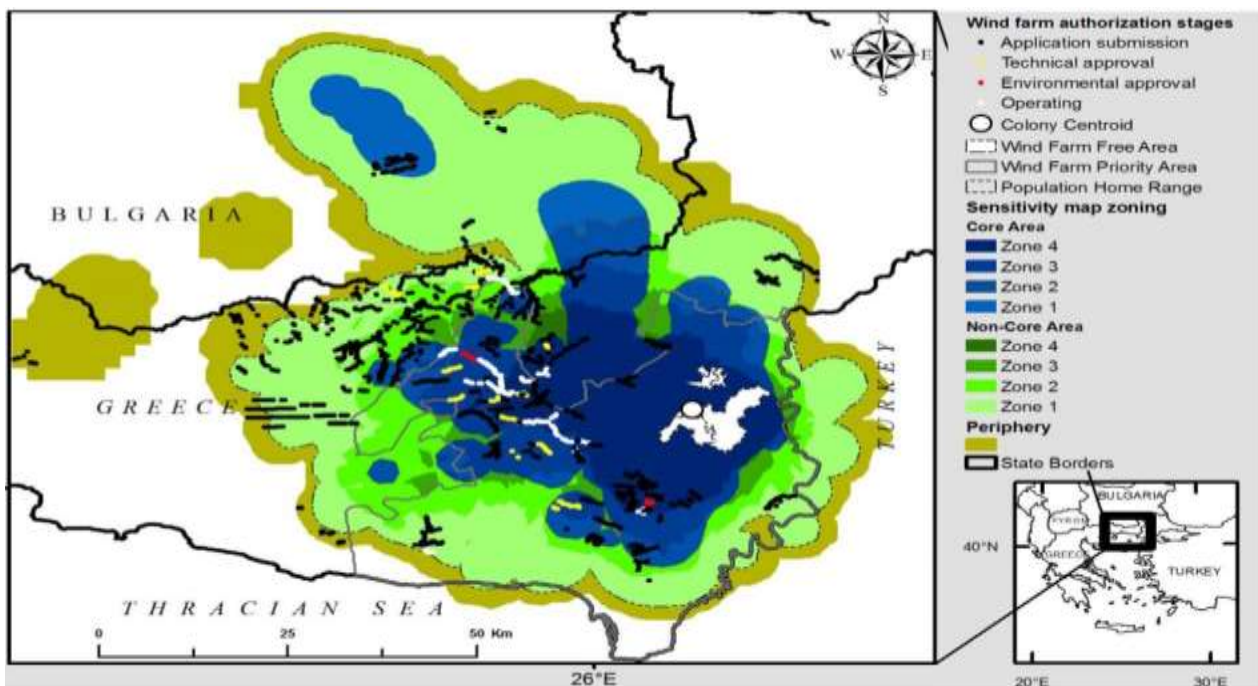 N
W
E
S
BULGARIA
GREECE
TURKEY
THRACIAN SEA
0
25
50 Km
26°E
Wind farm authorization stages
Application submission
Technical approval
Environmental approval
Operating
Colony Centroid
Wind Farm Free Area
Wind Farm Priority Area
Population Home Range
Sensitivity map zoning
Core Area
Zone 4
Zone 3
Zone 2
Zone 1
Non-Core Area
Zone 4
Zone 3
Zone 2
Zone 1
Periphery
State Borders
BULGARIA
FYROM
GREECE
TURKEY
40°N
20°E
30°E